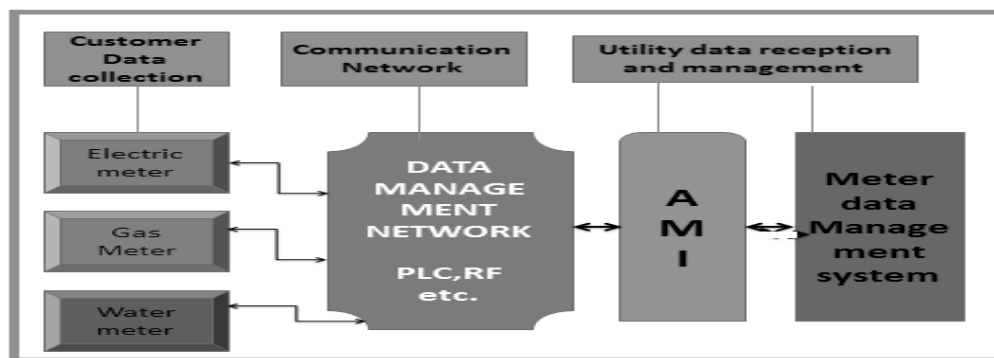 Customer
Data
collection
Communication
Network
Utility data reception
and management
Electric
meter
Gas
Meter
Water
meter
DATA
MANAGE
MENT
NETWORK
PLC,RF
etc.
A
M
I
Meter
data
Manage
ment
system